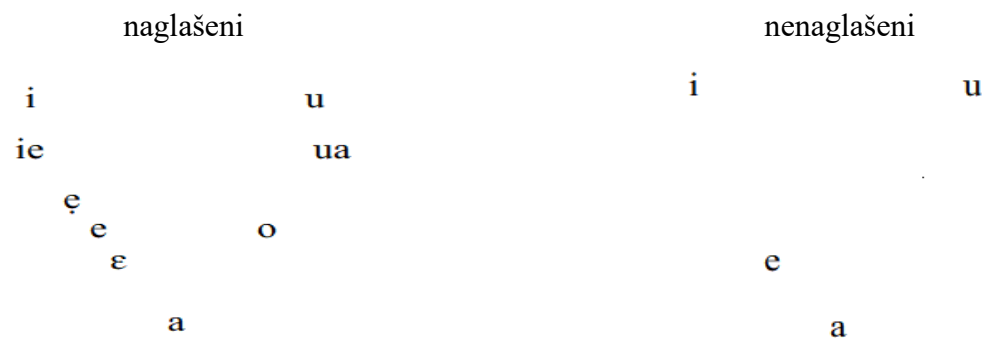 naglašeni nenaglašeni
i u i u
ie ua
ẹ
e o
ε e
a a